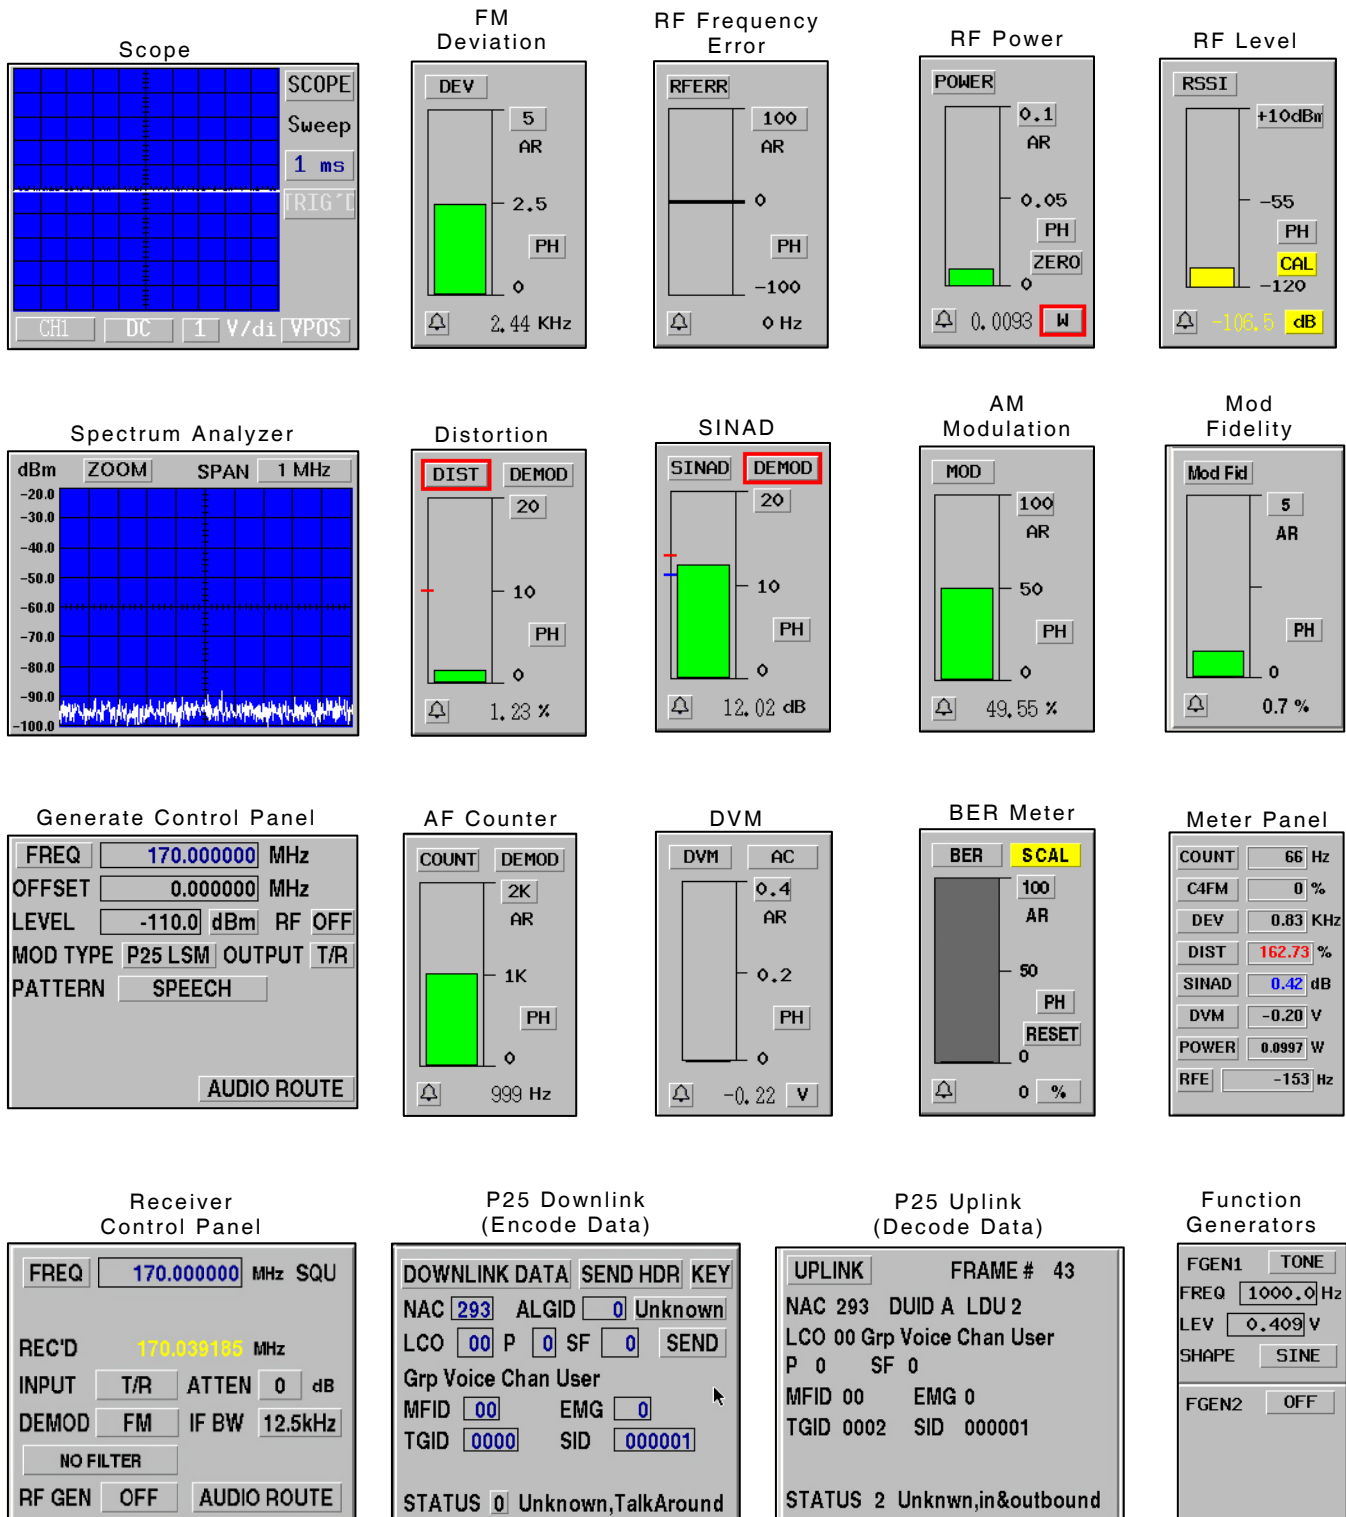 Scope
SCOPE
Sweep
1 ms
TRIG'D
CH1 DC 1 V/di VPOS
FM
Deviation
DEV
5
AR
2.5
PH
0
2.44 KHz
RF Frequency
Error
RFERR
100
AR
0
PH
-100
0 Hz
RF Power
POWER
0.1
AR
0.05
PH
ZERO
0
0.0093 W
RF Level
RSSI
+10dBm
-55
PH
CAL
-120
-106.5 dB
Spectrum Analyzer
dBm ZOOM SPAN 1 MHz
-20.0
-30.0
-40.0
-50.0
-60.0
-70.0
-80.0
-90.0
-100.0
Distortion
DIST DEMOD
20
10
PH
0
1.23 %
SINAD
SINAD DEMOD
20
10
PH
0
12.02 dB
AM
Modulation
MOD
100
AR
50
PH
0
49.55 %
Mod
Fidelity
Mod Fid
5
AR
PH
0
0.7 %
Generate Control Panel
FREQ 170.000000 MHz
OFFSET 0.000000 MHz
LEVEL -110.0 dBm RF OFF
MOD TYPE P25 LSM OUTPUT T/R
PATTERN SPEECH
AUDIO ROUTE
AF Counter
COUNT DEMOD
2K
AR
1K
PH
0
999 Hz
DVM
DVM AC
0.4
AR
0.2
PH
0
-0.22 V
BER Meter
BER SCAL
100
AR
50
PH
RESET
0
0 %
Meter Panel
COUNT 66 Hz
C4FM 0 %
DEV 0.83 KHz
DIST 162.73 %
SINAD 0.42 dB
DVM -0.20 V
POWER 0.0997 W
RFE -153 Hz
Receiver
Control Panel
FREQ 170.000000 MHz SQU
REC'D 170.039185 MHz
INPUT T/R ATTEN 0 dB
DEMOD FM IF BW 12.5kHz
NO FILTER
RF GEN OFF AUDIO ROUTE
P25 Downlink
(Encode Data)
DOWNLINK DATA SEND HDR KEY
NAC 293 ALGID 0 Unknown
LCO 00 P 0 SF 0 SEND
Grp Voice Chan User
MFID 00 EMG 0
TGID 0000 SID 000001
STATUS 0 Unknown,TalkAround
P25 Uplink
(Decode Data)
UPLINK FRAME # 43
NAC 293 DUID A LDU 2
LCO 00 Grp Voice Chan User
P 0 SF 0
MFID 00 EMG 0
TGID 0002 SID 000001
STATUS 2 Unknwn,in&outbound
Function
Generators
FGEN1 TONE
FREQ 1000.0 Hz
LEV 0.409 V
SHAPE SINE
FGEN2 OFF